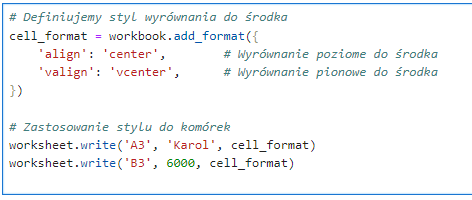 # Definiujemy styl wyrównania do środka
cell_format = workbook.add_format({
    'align': 'center',        # Wyrównanie poziome do środka
    'valign': 'vcenter',      # Wyrównanie pionowe do środka
})

# Zastosowanie stylu do komórek
worksheet.write('A3', 'Karol', cell_format)
worksheet.write('B3', 6000, cell_format)